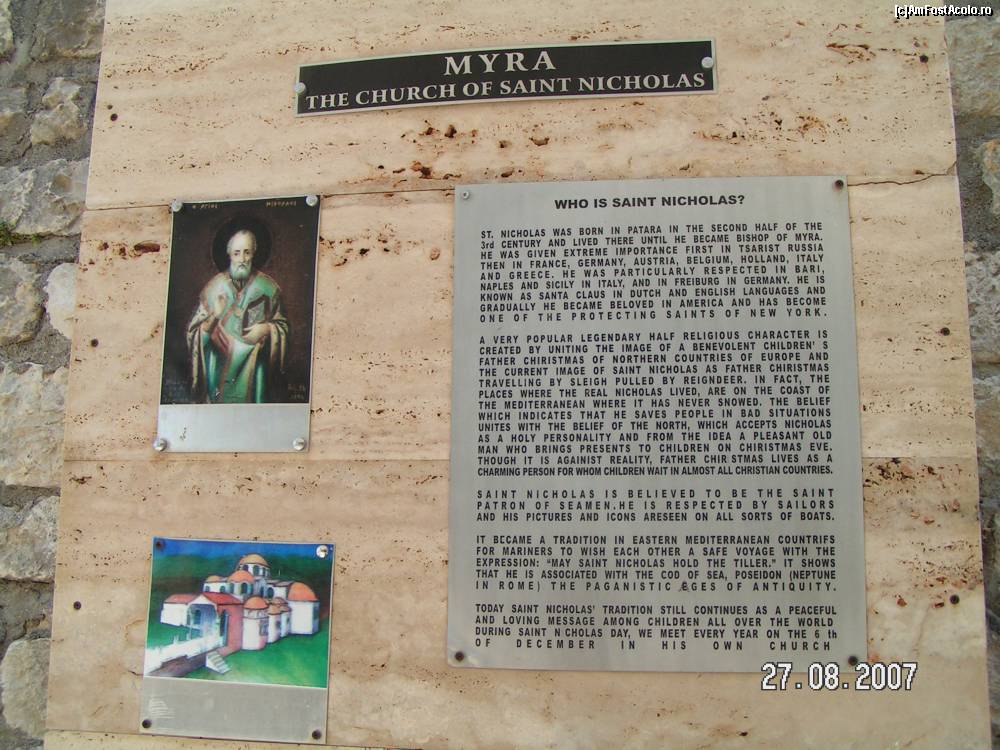 [c]AmFostAcolo.ro
MYRA
THE CHURCH OF SAINT NICHOLAS
WHO IS SAINT NICHOLAS?
ST. NICHOLAS WAS BORN IN PATARA IN THE SECOND HALF OF THE
3rd CENTURY AND LIVED THERE UNTIL HE BECAME BISHOP OF MYRA.
HE WAS GIVEN EXTREME IMPORTANCE FIRST IN TSARIST RUSSIA
THEN IN FRANCE, GERMANY, AUSTRIA, BELGIUM, HOLLAND, ITALY
AND GREECE. HE WAS PARTICULARLY RESPECTED IN BARI,
NAPLES AND SICILY IN ITALY, AND IN FREIBURG IN GERMANY. HE IS
KNOWN AS SANTA CLAUS IN DUTCH AND ENGLISH LANGUAGES AND
GRADUALLY HE BECAME BELOVED IN AMERICA AND HAS BECOME
ONE OF THE PROTECTING SAINTS OF NEW YORK.
A VERY POPULAR LEGENDARY HALF RELIGIOUS CHARACTER IS
CREATED BY UNITING THE IMAGE OF A BENEVOLENT CHILDREN' S
FATHER CHIRISTMAS OF NORTHERN COUNTRIES OF EUROPE AND
THE CURRENT IMAGE OF SAINT NICHOLAS AS FATHER CHIRISTMAS
TRAVELLING BY SLEIGH PULLED BY REIGNDEER. IN FACT, THE
PLACES WHERE THE REAL NICHOLAS LIVED, ARE ON THE COAST OF
THE MEDITERRANEAN WHERE IT HAS NEVER SNOWED. THE BELIEF
WHICH INDICATES THAT HE SAVES PEOPLE IN BAD SITUATIONS
UNITES WITH THE BELIEF OF THE NORTH, WHICH ACCEPTS NICHOLAS
AS A HOLY PERSONALITY AND FROM THE IDEA A PLEASANT OLD
MAN WHO BRINGS PRESENTS TO CHILDREN ON CHIRISTMAS EVE.
THOUGH IT IS AGAINIST REALITY, FATHER CHIR STMAS LIVES AS A
CHARMING PERSON FOR WHOM CHILDREN WAIT IN ALMOST ALL CHRISTIAN COUNTRIES.
SAINT NICHOLAS IS BELIEVED TO BE THE SAINT
PATRON OF SEAMEN.HE IS RESPECTED BY SAILORS
AND HIS PICTURES AND ICONS ARESEEN ON ALL SORTS OF BOATS.
IT BCCAME A TRADITION IN EASTERN MEDITERRANEAN COUNTRIFS
FOR MARINERS TO WISH EACH OTHER A SAFE VOYAGE WITH THE
EXPRESSION: "MAY SAINT NICHOLAS HOLD THE TILLER." IT SHOWS
THAT HE IS ASSOCIATED WITH THE COD OF SEA, POSEIDON (NEPTUNE
IN ROME) THE PAGANISTIC ÆGES OF ANTIQUITY.
TODAY SAINT NICHOLAS' TRADITION STILL CONTINUES AS A PEACEFUL
AND LOVING MESSAGE AMONG CHILDREN ALL OVER THE WORLD
DURING SAINT N CHOLAS DAY, WE MEET EVERY YEAR ON THE 6 th
OF DECEMBER IN HIS OWN CHURCH
27.08.2007